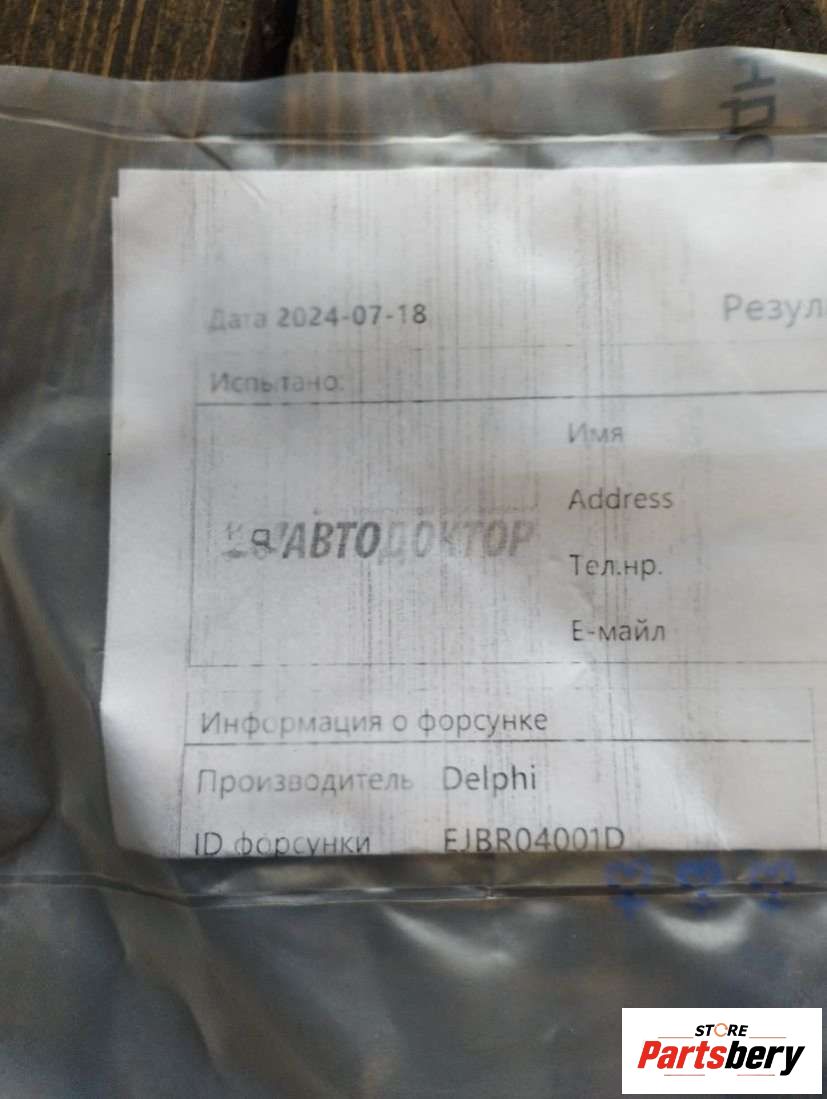 Дата 2024-07-18
Резул
Испытано:
Имя
Address
АВТОДОКТОР
Тел.нр.
Е-майл
Информация о форсунке
Производитель Delphi
ID форсунки EJBR04001D
STORE
Partsbery